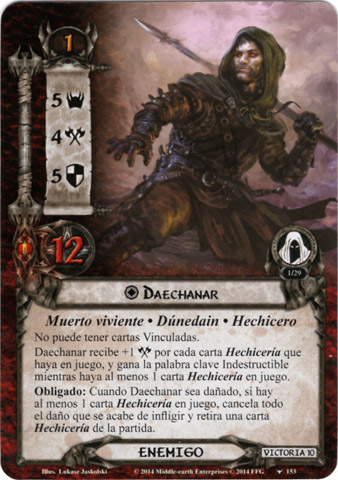 1
5
4
5
12
1/29
Daechanar
Muerto viviente • Dúnedain • Hechicero
No puede tener cartas Vinculadas.
Daechanar recibe +1 por cada carta Hechicería que
haya en juego, y gana la palabra clave Indestructible
mientras haya al menos 1 carta Hechicería en juego.
Obligado: Cuando Daechanar sea dañado, si hay
al menos 1 carta Hechicería en juego, cancela todo
el daño que se acabe de infligir y retira una carta
Hechicería de la partida.
ENEMIGO
VICTORIA 10
Illus. Lukasz Jaskolski © 2014 Middle-earth Enterprises © 2014 FFG 153